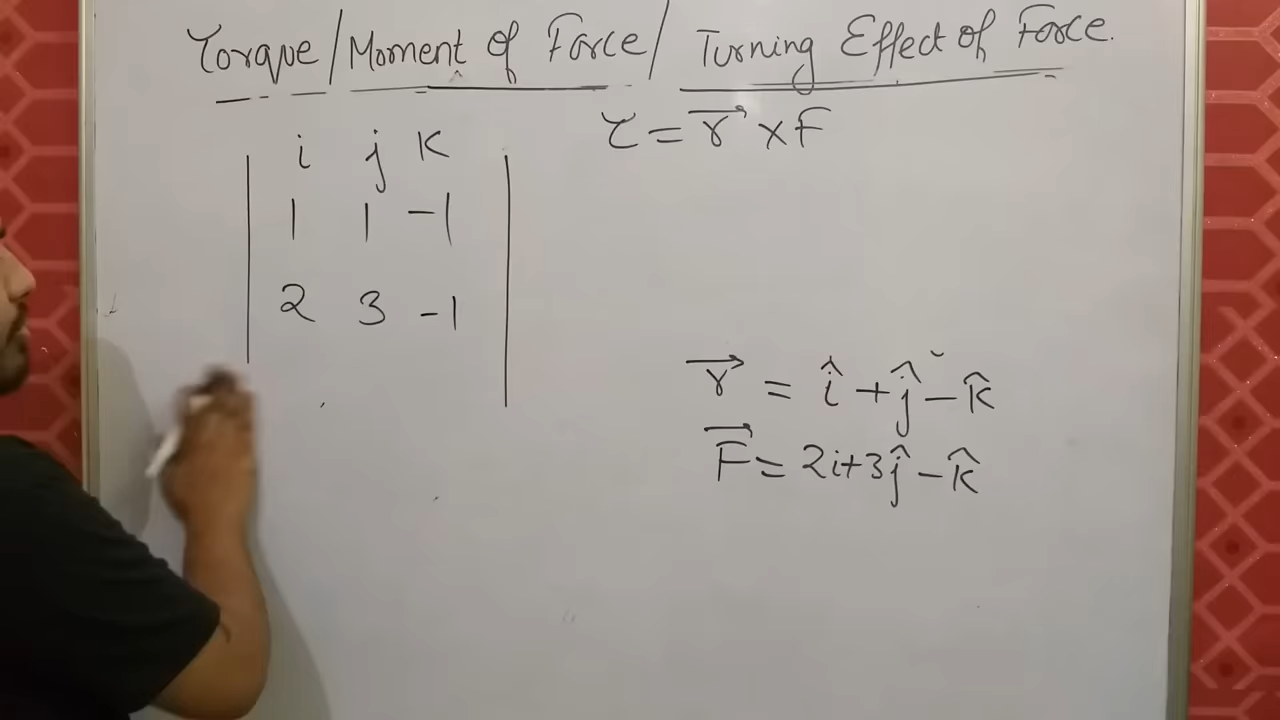 Torque/Moment of Force/ Turning Effect of Force.
τ = r⃗ × F
i j K
1 1 -1
2 3 -1
r⃗ = î + ĵ - k̂
F⃗ = 2i + 3ĵ - k̂